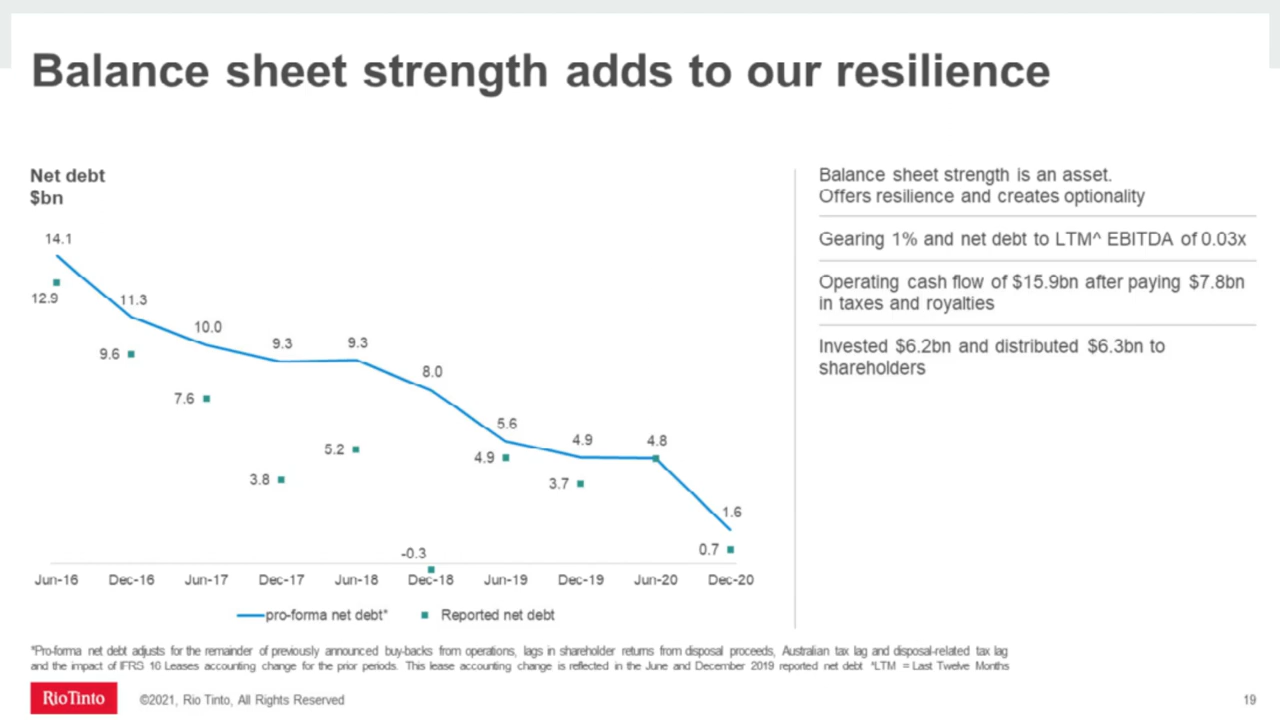 Balance sheet strength adds to our resilience
Net debt
$bn
14.1
12.9
11.3
9.6
10.0
7.6
9.3
3.8
9.3
5.2
8.0
-0.3
5.6
4.9
4.9
3.7
4.8
1.6
0.7
Jun-16 Dec-16 Jun-17 Dec-17 Jun-18 Dec-18 Jun-19 Dec-19 Jun-20 Dec-20
pro-forma net debt* Reported net debt
Balance sheet strength is an asset.
Offers resilience and creates optionality
Gearing 1% and net debt to LTM^ EBITDA of 0.03x
Operating cash flow of $15.9bn after paying $7.8bn
in taxes and royalties
Invested $6.2bn and distributed $6.3bn to
shareholders
*Pro-forma net debt adjusts for the remainder of previously announced buy-backs from operations, lags in shareholder returns from disposal proceeds, Australian tax lag and disposal-related tax lag
and the impact of IFRS 16 Leases accounting change for the prior periods. This lease accounting change is reflected in the June and December 2019 reported net debt ^LTM = Last Twelve Months
RioTinto
©2021, Rio Tinto, All Rights Reserved
19